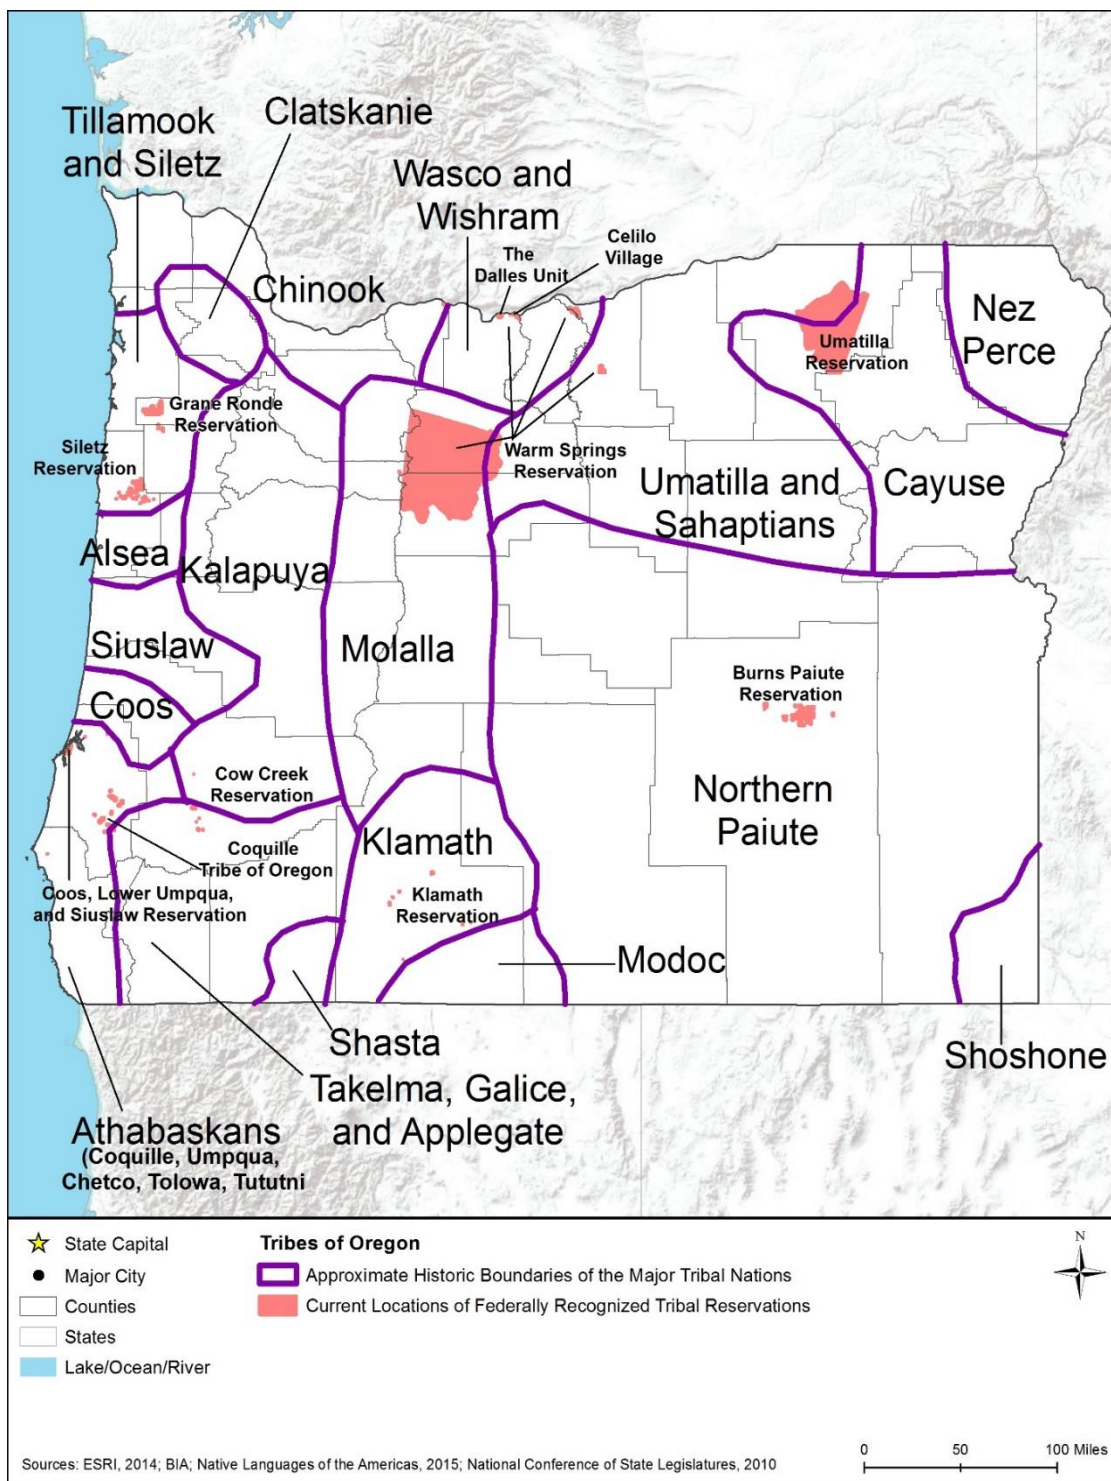 Clatskanie
Tillamook
and Siletz
Wasco and
Wishram
Celilo
Village
The
Dalles Unit
Chinook
Nez
Perce
Umatilla
Reservation
Grane Ronde
Reservation
Siletz
Reservation
Warm Springs
Reservation
Umatilla and
Sahaptians
Cayuse
Alsea
Kalapuya
Siuslaw
Molalla
Coos
Burns Paiute
Reservation
Cow Creek
Reservation
Northern
Paiute
Klamath
Coquille
Tribe of Oregon
Coos, Lower Umpqua,
and Siuslaw Reservation
Klamath
Reservation
Modoc
Shasta
Shoshone
Takelma, Galice,
and Applegate
Athabaskans
(Coquille, Umpqua,
Chetco, Tolowa, Tututni
State Capital
Major City
Counties
States
Lake/Ocean/River
Tribes of Oregon
Approximate Historic Boundaries of the Major Tribal Nations
Current Locations of Federally Recognized Tribal Reservations
N
0 50 100 Miles
Sources: ESRI, 2014; BIA; Native Languages of the Americas, 2015; National Conference of State Legislatures, 2010